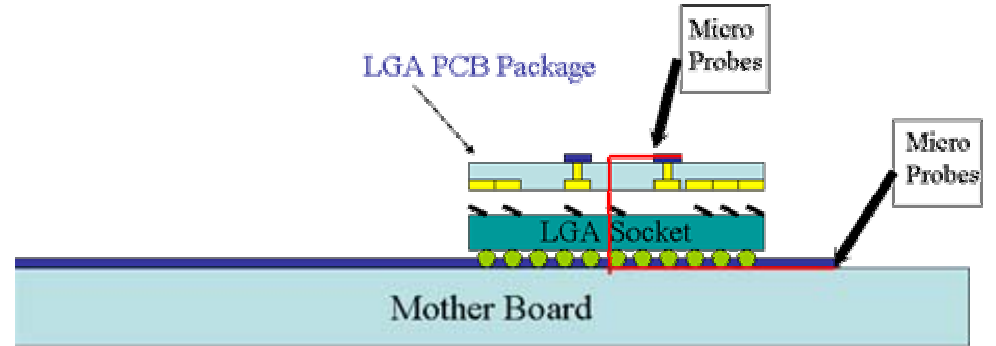 Micro
Probes
LGA PCB Package
Micro
Probes
LGA Socket
Mother Board